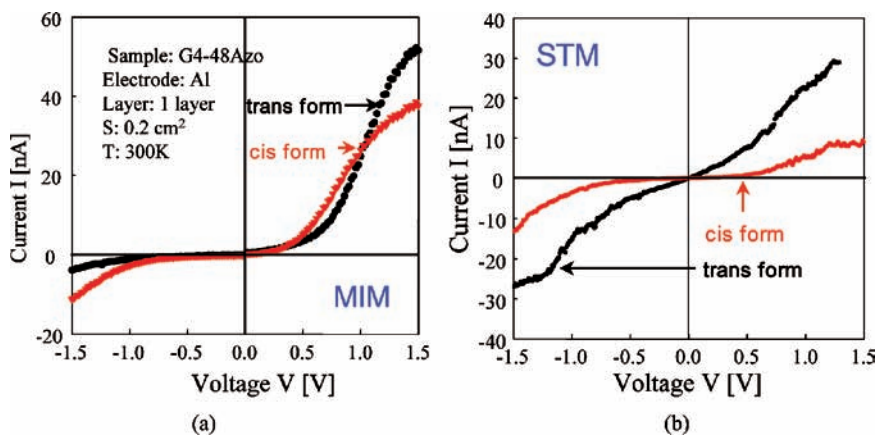 60
40
20
0
-20
Current I [nA]
Sample: G4-48Azo
Electrode: Al
Layer: 1 layer
S: 0.2 cm²
T: 300K
trans form
cis form
MIM
-1.5 -1.0 -0.5 0.0 0.5 1.0 1.5
Voltage V [V]
(a)
40
30
20
10
0
-10
-20
-30
-40
Current I [nA]
STM
cis form
trans form
-1.5 -1.0 -0.5 0.0 0.5 1.0 1.5
Voltage V [V]
(b)